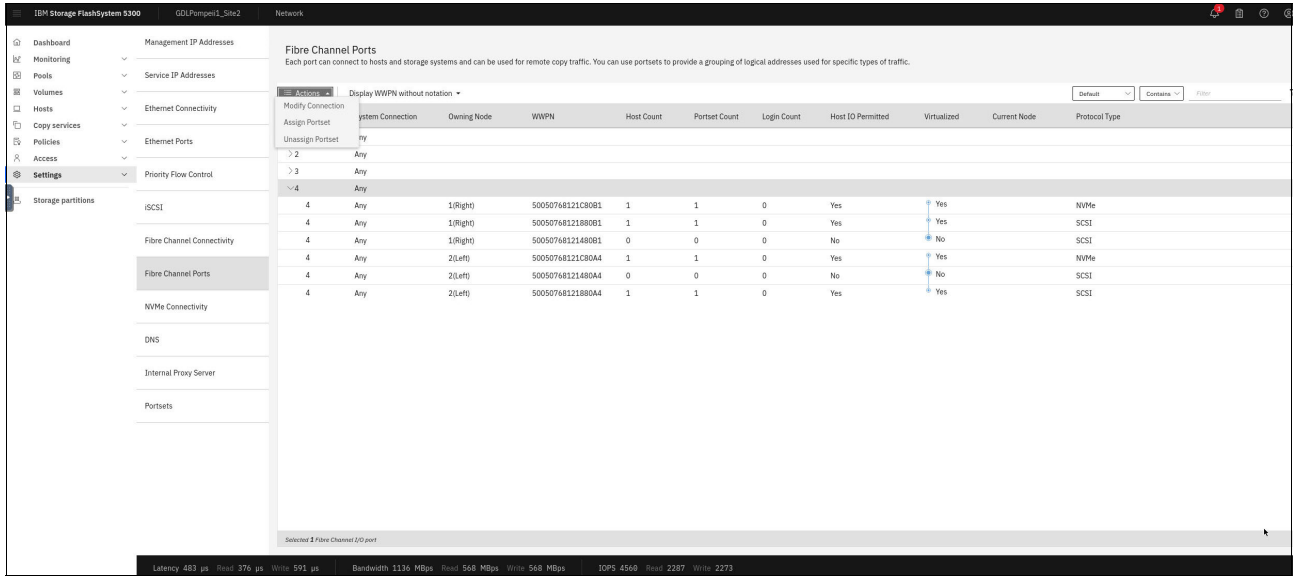 IBM Storage FlashSystem 5300 GDLPompeii1_Site2 Network 1
Dashboard
Monitoring
Pools
Volumes
Hosts
Copy services
Policies
Access
Settings
Storage partitions
Management IP Addresses
Service IP Addresses
Ethernet Connectivity
Ethernet Ports
Priority Flow Control
iSCSI
Fibre Channel Connectivity
Fibre Channel Ports
NVMe Connectivity
DNS
Internal Proxy Server
Portsets
Fibre Channel Ports
Each port can connect to hosts and storage systems and can be used for remote copy traffic. You can use portsets to provide a grouping of logical addresses used for specific types of traffic.
Actions Display WWPN without notation Default Contains Filter
Modify Connection
Assign Portset
Unassign Portset
ystem Connection Owning Node WWPN Host Count Portset Count Login Count Host IO Permitted Virtualized Current Node Protocol Type
ny
2 Any
3 Any
4 Any
4 Any 1(Right) 50050768121C80B1 1 1 0 Yes Yes NVMe
4 Any 1(Right) 50050768121880B1 1 1 0 Yes Yes SCSI
4 Any 1(Right) 50050768121480B1 0 0 0 No No SCSI
4 Any 2(Left) 50050768121C80A4 1 1 0 Yes Yes NVMe
4 Any 2(Left) 50050768121480A4 0 0 0 No No SCSI
4 Any 2(Left) 50050768121880A4 1 1 0 Yes Yes SCSI
Selected 1 Fibre Channel I/O port
Latency 483 µs Read 376 µs Write 591 µs Bandwidth 1136 MBps Read 568 MBps Write 568 MBps IOPS 4560 Read 2287 Write 2273